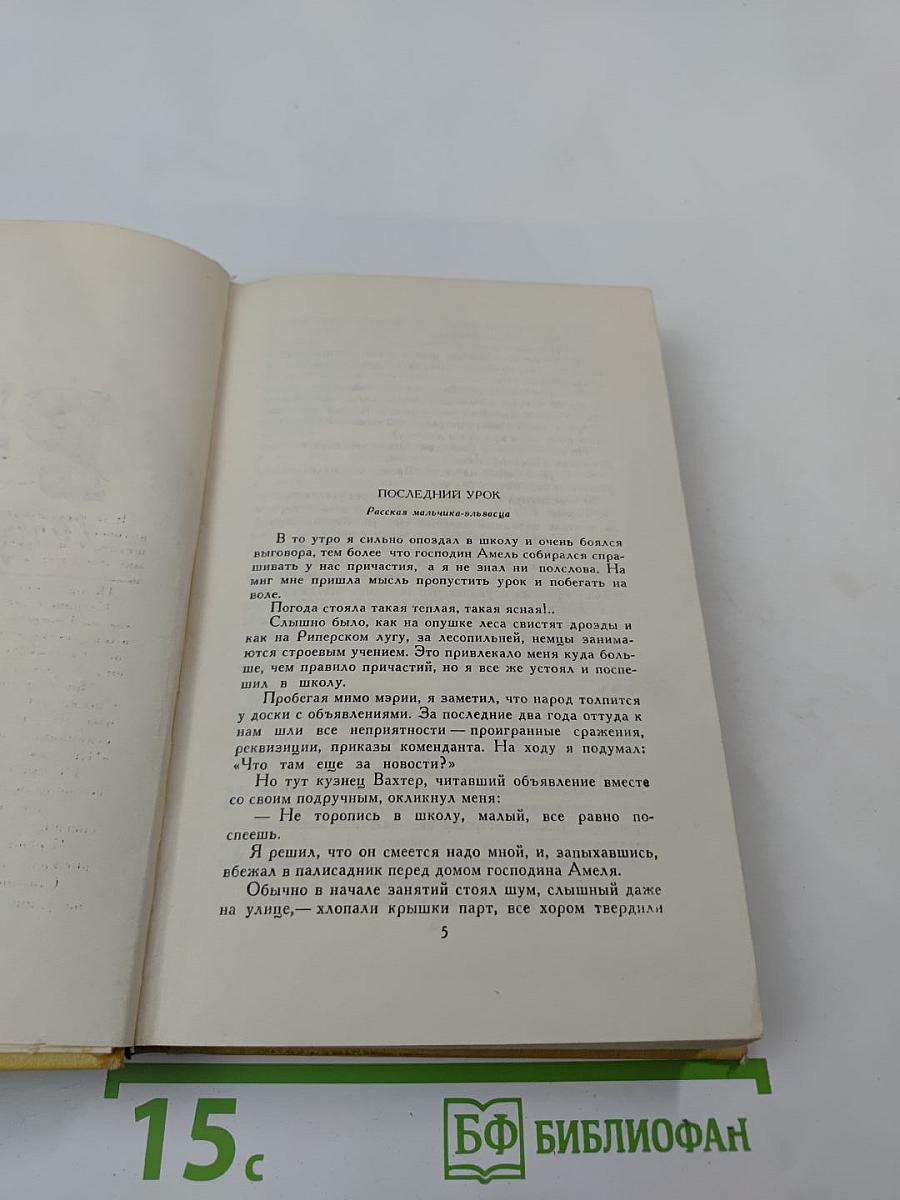 ПОСЛЕДНИЙ УРОК
Рассказ мальчика-эльзасца
В то утро я сильно опоздал в школу и очень боялся
выговора, тем более что господин Амель собирался спра-
шивать у нас причастия, а я не знал ни полслова. На
миг мне пришла мысль пропустить урок и побегать на
воле.
Погода стояла такая теплая, такая ясная!..
Слышно было, как на опушке леса свистят дрозды и
как на Риперском лугу, за лесопильней, немцы занима-
ются строевым учением. Это привлекало меня куда боль-
ше, чем правило причастий, но я все же устоял и поспе-
шил в школу.
Пробегая мимо мэрии, я заметил, что народ толпится
у доски с объявлениями. За последние два года оттуда к
нам шли все неприятности — проигранные сражения,
реквизиции, приказы коменданта. На ходу я подумал:
«Что там еще за новости?»
Но тут кузнец Вахтер, читавший объявление вместе
со своим подручным, окликнул меня:
— Не торопись в школу, малый, все равно по-
спеешь.
Я решил, что он смеется надо мной, и, запыхавшись,
вбежал в палисадник перед домом господина Амеля.
Обычно в начале занятий стоял шум, слышный даже
на улице,— хлопали крышки парт, все хором твердили
5
15 с
БФ БИБЛИОФАН